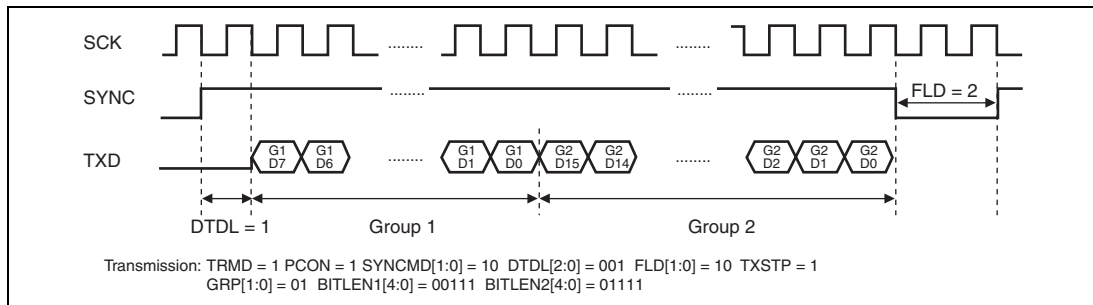 SCK
........ ........
SYNC
........ ........ FLD = 2
TXD
G1 D7 G1 D6 ........ G1 D1 G1 D0 G2 D15 G2 D14 ........ G2 D2 G2 D1 G2 D0
DTDL = 1 Group 1 Group 2
Transmission: TRMD = 1 PCON = 1 SYNCMD[1:0] = 10 DTDL[2:0] = 001 FLD[1:0] = 10 TXSTP = 1
GRP[1:0] = 01 BITLEN1[4:0] = 00111 BITLEN2[4:0] = 01111